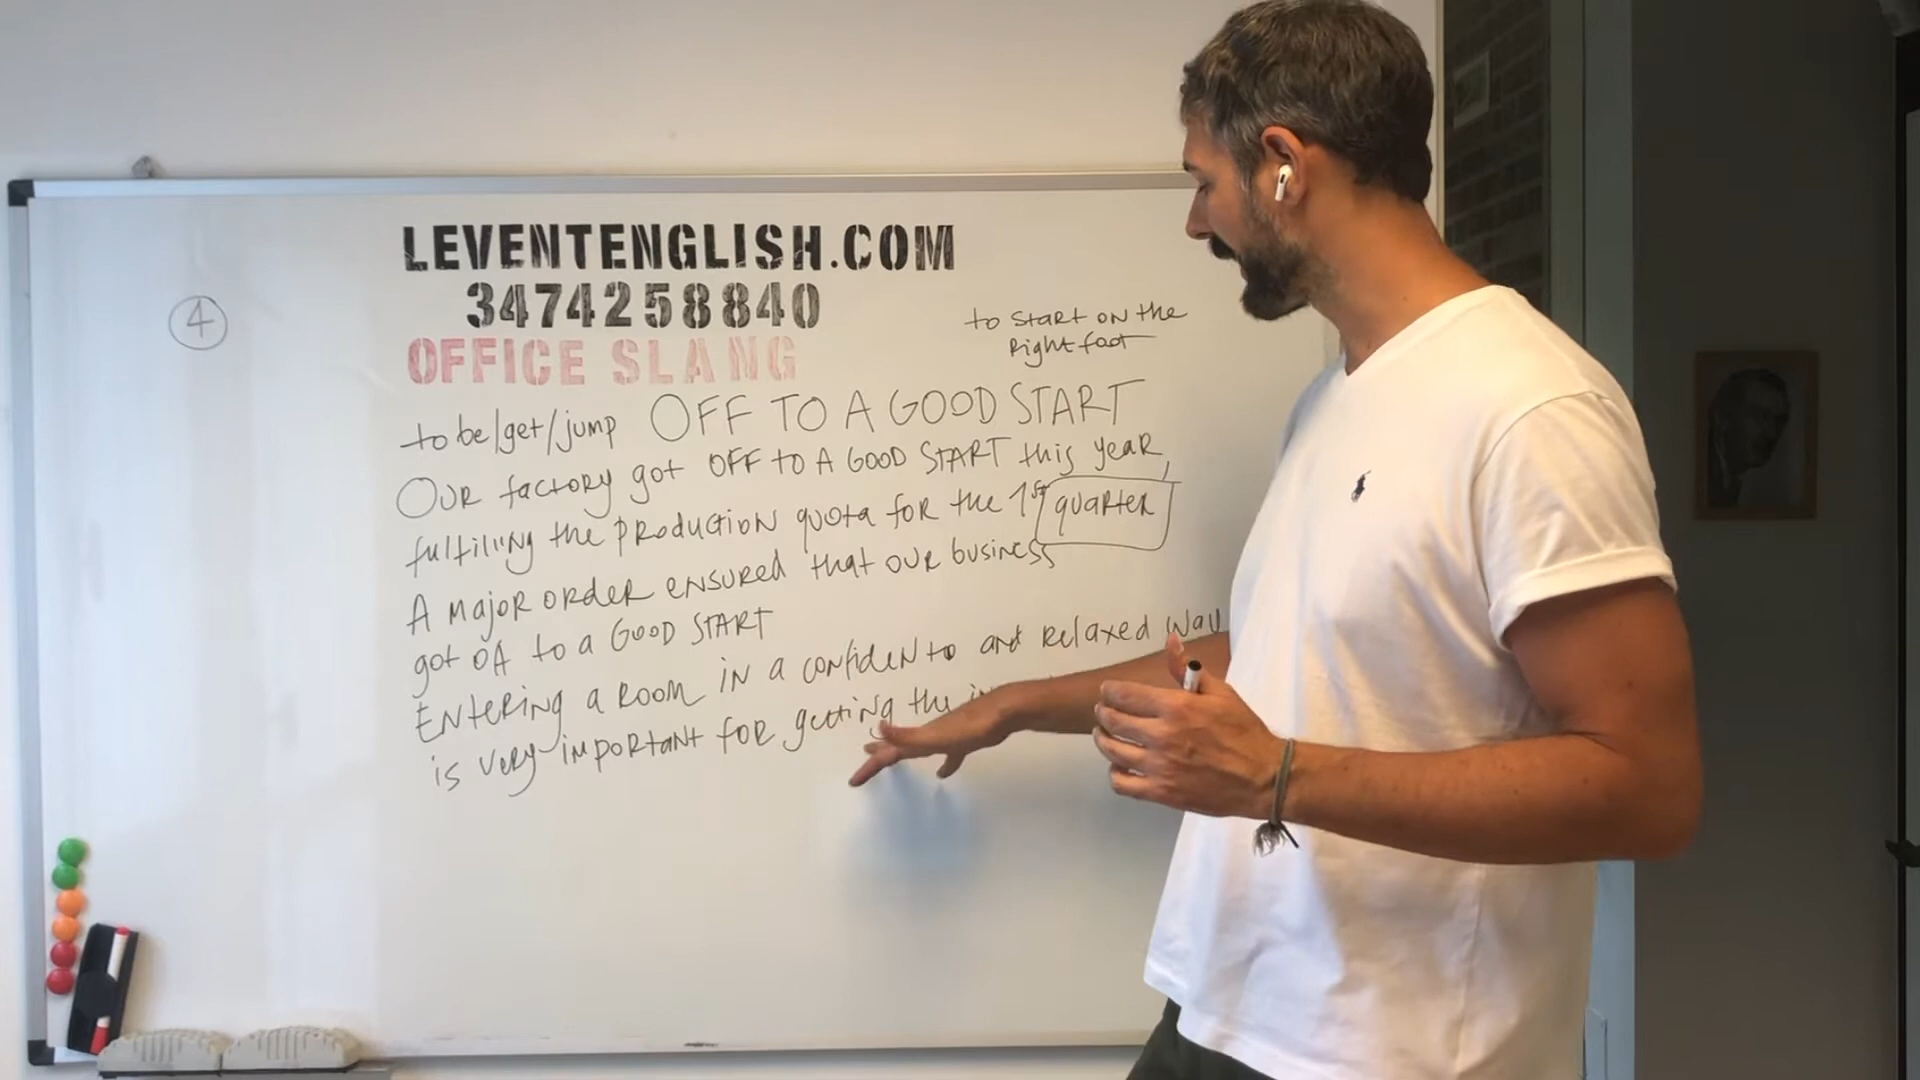 LEVENTENGLISH.COM
3474258840
OFFICE SLANG
4
to start on the
Right foot
to be/get/jump OFF TO A GOOD START
OUR factory got OFF to A GOOD START this year,
fulfilling the production quota for the 1st quarter
A major order ensured that our business
got off to a GOOD START
Entering a room in a confident and relaxed way
is very important for getting the